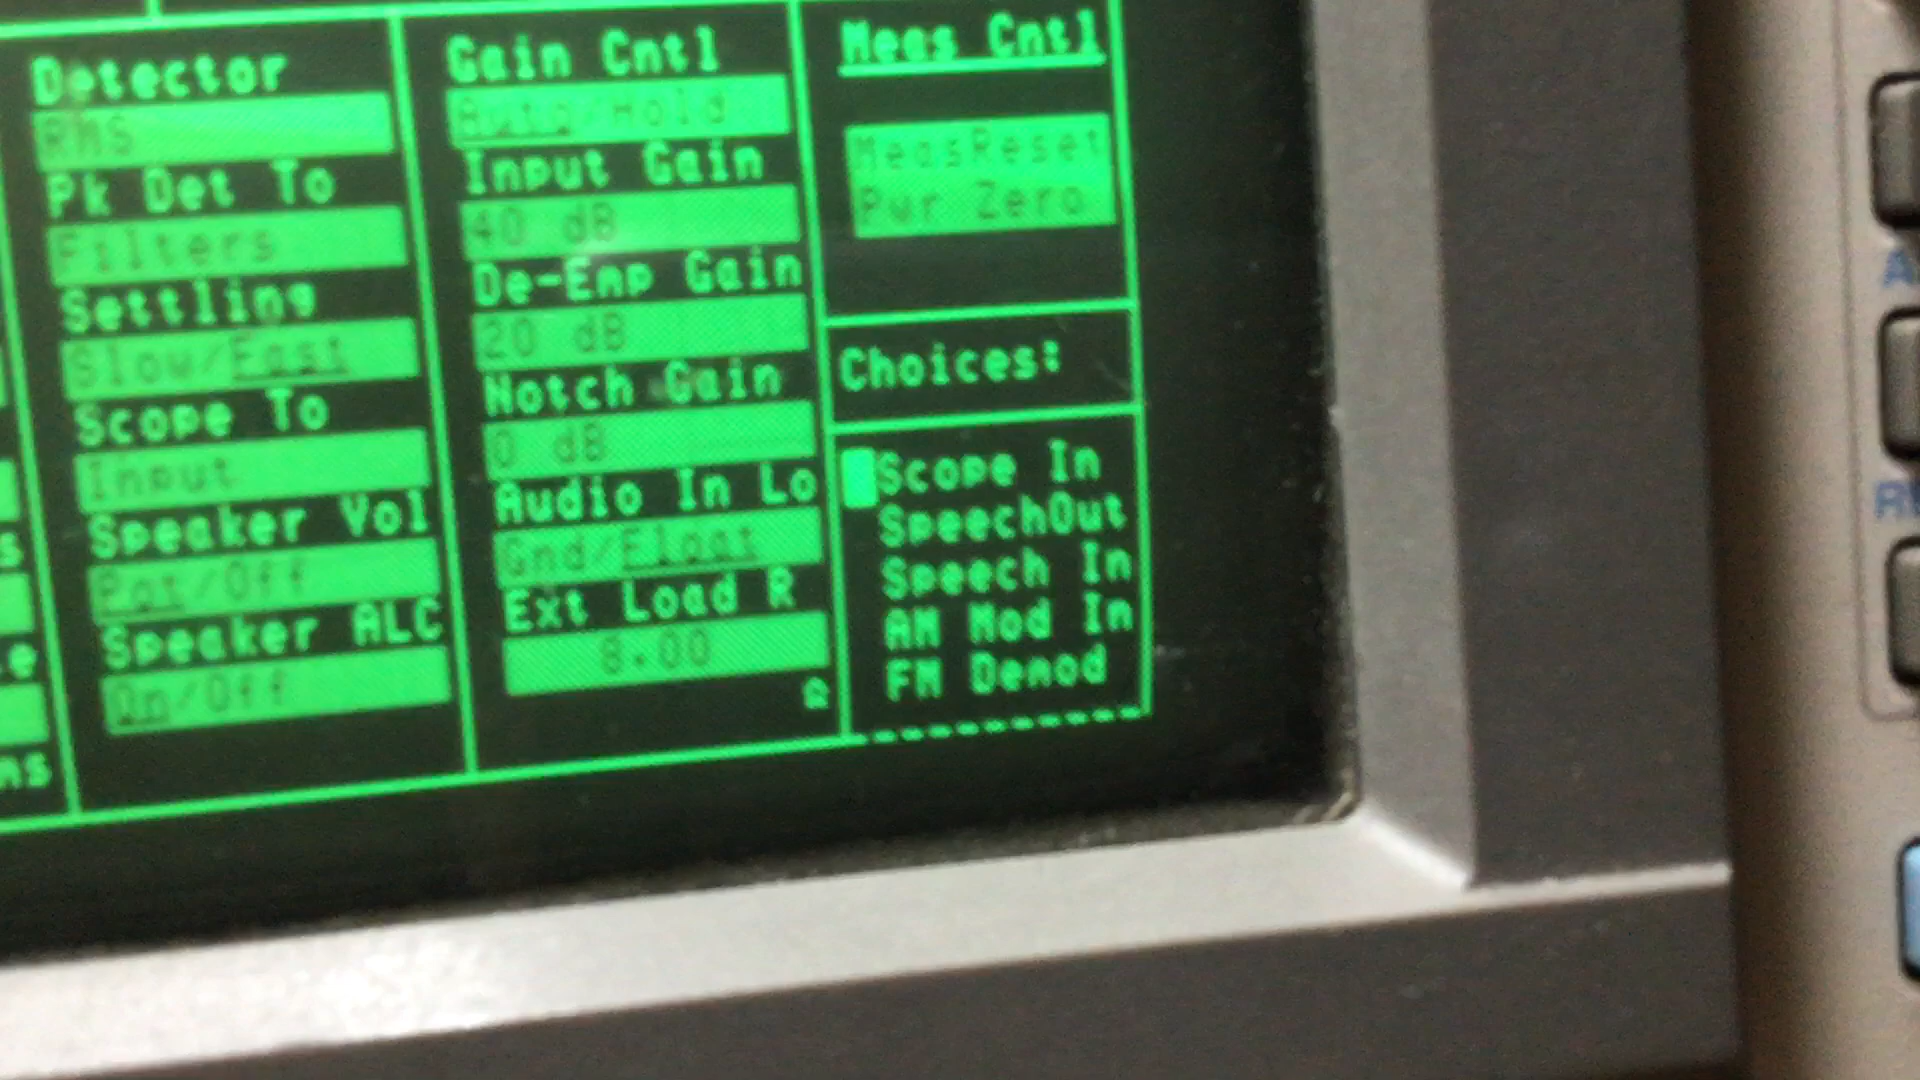 Detector
RMS
Pk Det To
Filters
Settling
Slow/Fast
Scope To
Input
Speaker Vol
Pot/Off
Speaker ALC
On/Off
Gain Cntl
Auto/Hold
Input Gain
40 dB
De-Emp Gain
20 dB
Notch Gain
0 dB
Audio In Lo
Gnd/Float
Ext Load R
8.00
Meas Cntl
MeasReset
Pwr Zero
Choices:
Scope In
SpeechOut
Speech In
AM Mod In
FM Demod